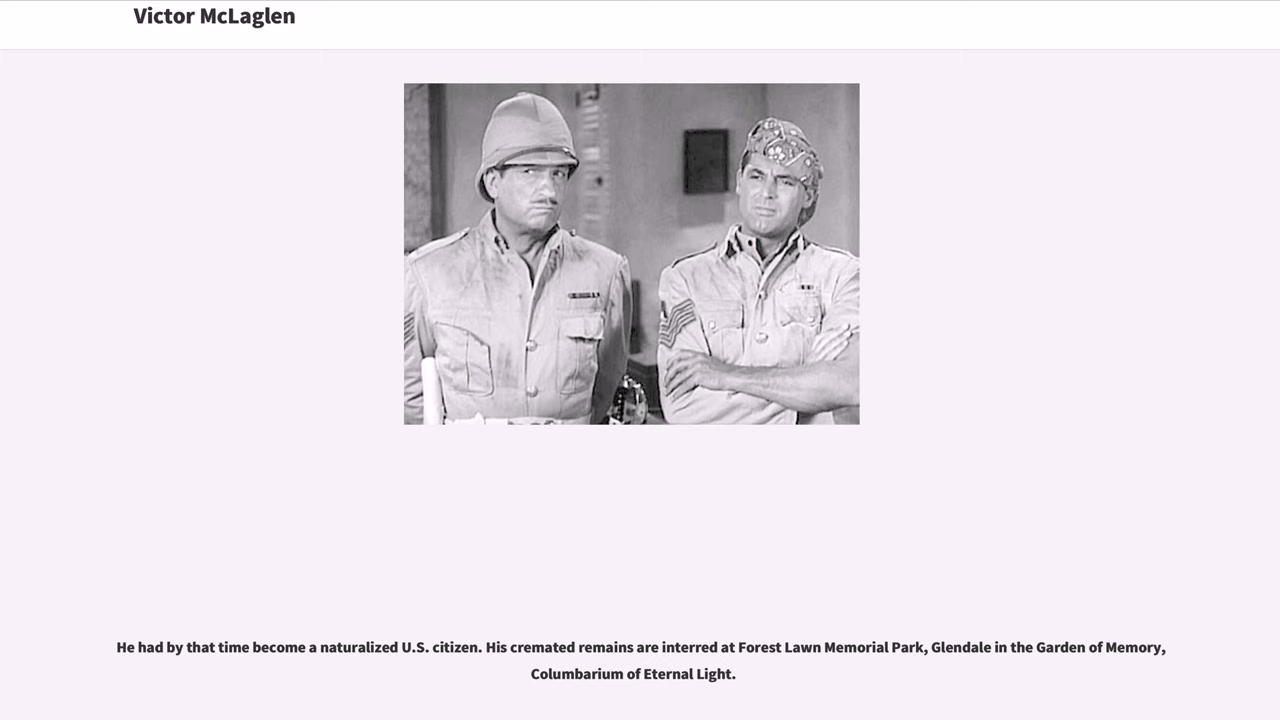 Victor McLaglen
He had by that time become a naturalized U.S. citizen. His cremated remains are interred at Forest Lawn Memorial Park, Glendale in the Garden of Memory,
Columbarium of Eternal Light.